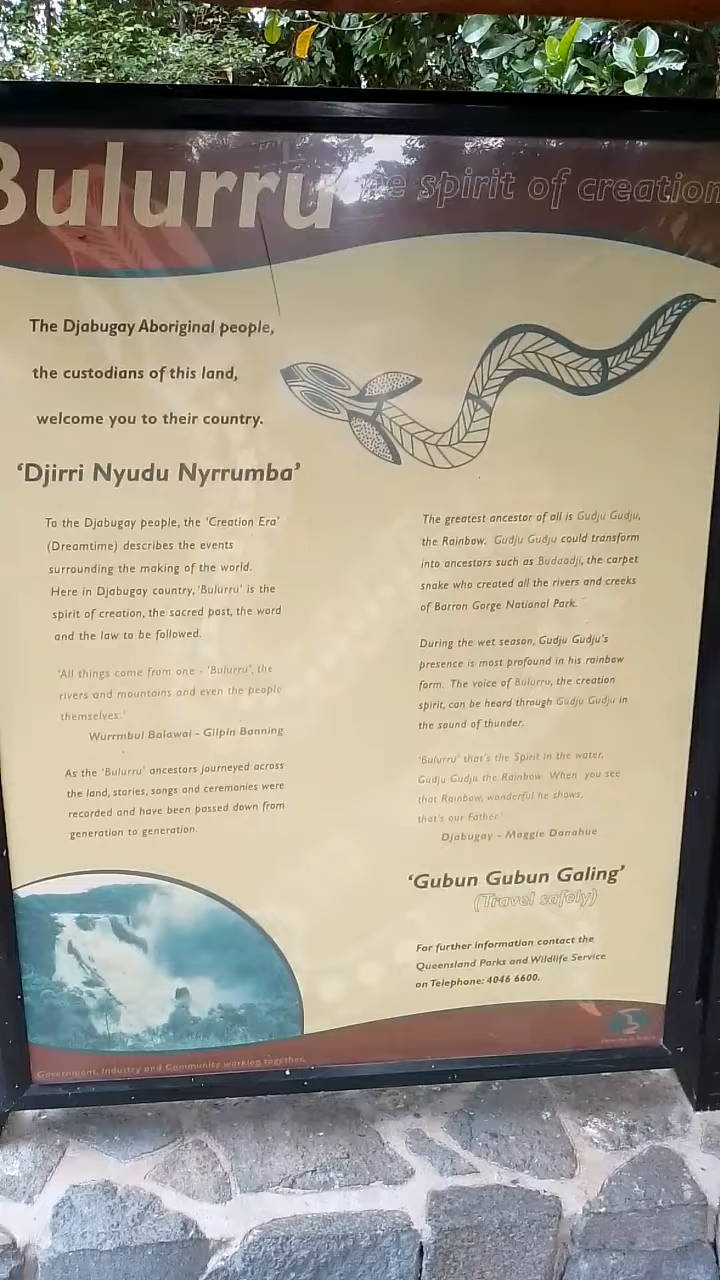 Bulurru the spirit of creation
The Djabugay Aboriginal people,
the custodians of this land,
welcome you to their country.
‘Djirri Nyudu Nyrrumba’
To the Djabugay people, the ‘Creation Era’
(Dreamtime) describes the events
surrounding the making of the world.
Here in Djabugay country, ‘Bulurru’ is the
spirit of creation, the sacred past, the word
and the law to be followed.
‘All things come from one - ‘Bulurru’, the
rivers and mountains and even the people
themselves.’
Wurrmbul Balawai - Gilpin Banning
As the ‘Bulurru’ ancestors journeyed across
the land, stories, songs and ceremonies were
recorded and have been passed down from
generation to generation.
The greatest ancestor of all is Gudju Gudju,
the Rainbow. Gudju Gudju could transform
into ancestors such as Budaadji, the carpet
snake who created all the rivers and creeks
of Barron Gorge National Park.
During the wet season, Gudju Gudju’s
presence is most profound in his rainbow
form. The voice of Bulurru, the creation
spirit, can be heard through Gudju Gudju in
the sound of thunder.
‘Bulurru’ that’s the Spirit in the water,
Gudju Gudju the Rainbow. When you see
that Rainbow, wonderful he shows,
that’s our Father.’
Djabugay - Maggie Donahue
‘Gubun Gubun Galing’
(Travel safely)
For further information contact the
Queensland Parks and Wildlife Service
on Telephone: 4046 6600.
Government, Industry and Community working together.